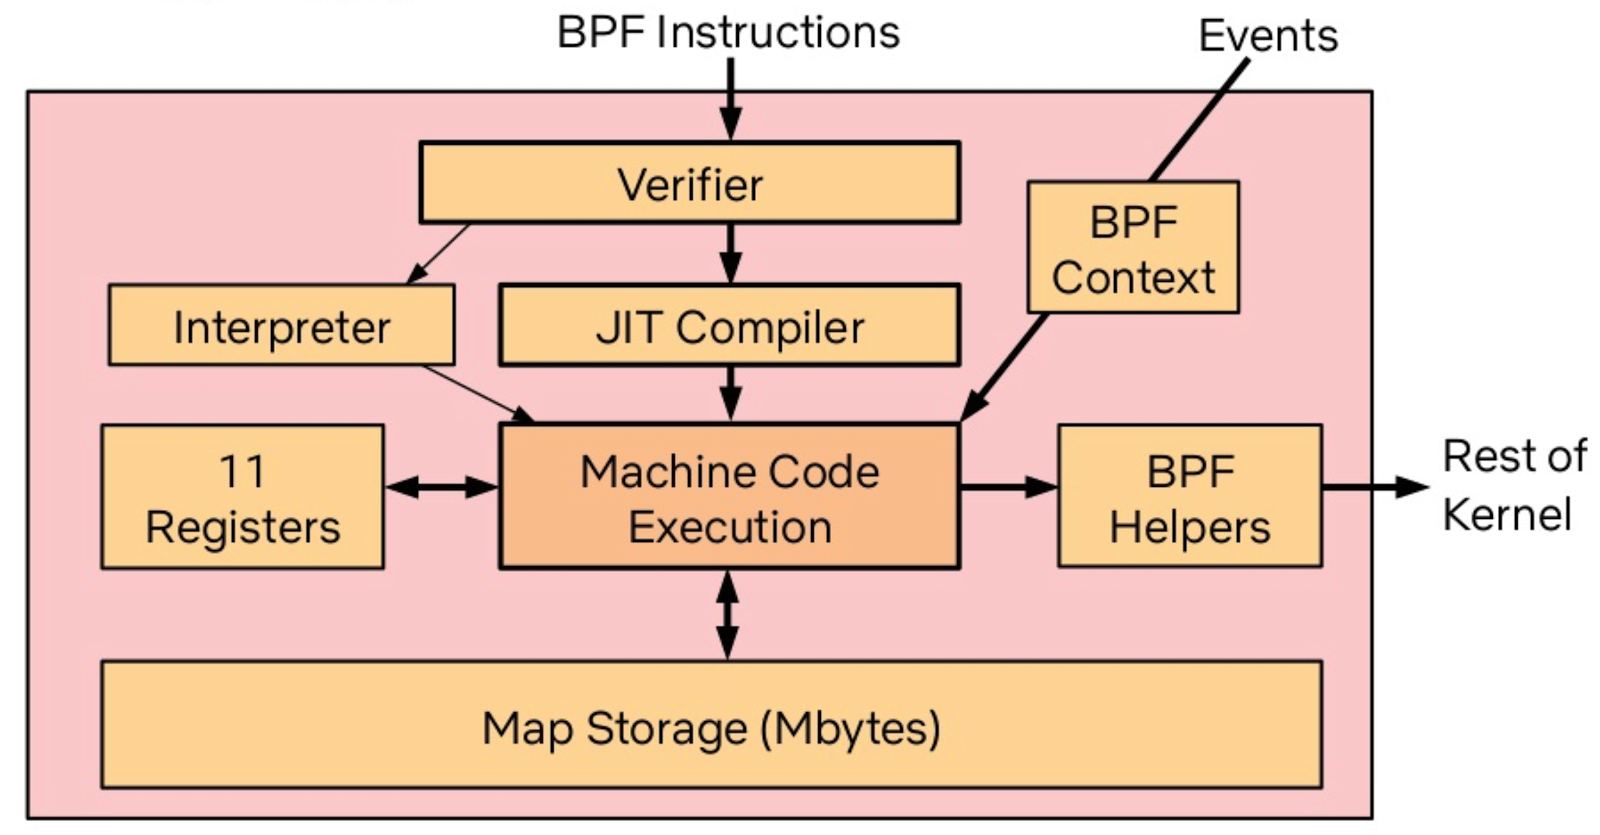 BPF Instructions
Events
Verifier
BPF
Context
Interpreter
JIT Compiler
11
Registers
Machine Code
Execution
BPF
Helpers
Rest of
Kernel
Map Storage (Mbytes)